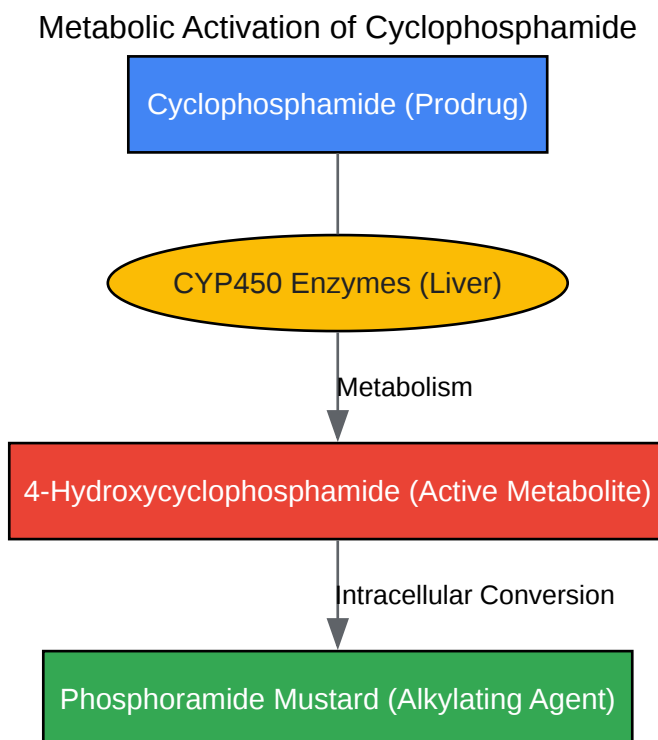 Metabolic Activation of Cyclophosphamide
Cyclophosphamide (Prodrug)
CYP450 Enzymes (Liver)
Metabolism
4-Hydroxycyclophosphamide (Active Metabolite)
Intracellular Conversion
Phosphoramide Mustard (Alkylating Agent)